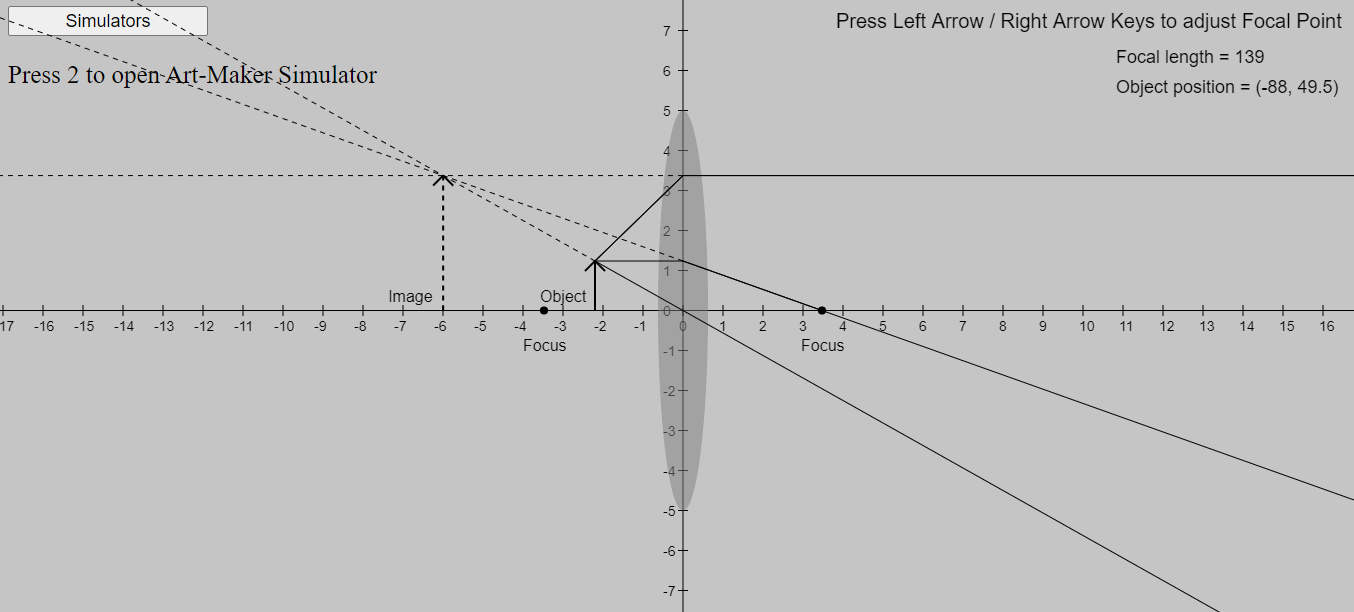 Simulators
Press Left Arrow / Right Arrow Keys to adjust Focal Point
Focal length = 139
Press 2 to open Art-Maker Simulator
Object position = (-88, 49.5)
7
6
5
4
3
2
1
Image
Object
-17 -16 -15 -14 -13 -12 -11 -10 -9 -8 -7 -6 -5 -4 -3 -2 -1 0 0 1 2 3 4 5 6 7 8 9 10 11 12 13 14 15 16
Focus
Focus
-1
-2
-3
-4
-5
-6
-7